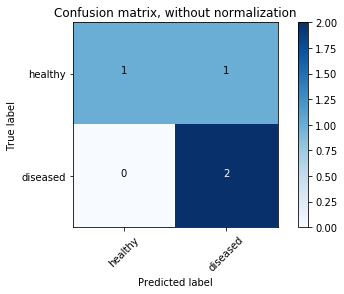 Confusion matrix, without normalization
True label
healthy
1
1
diseased
0
2
healthy
diseased
Predicted label
2.00
1.75
1.50
1.25
1.00
0.75
0.50
0.25
0.00